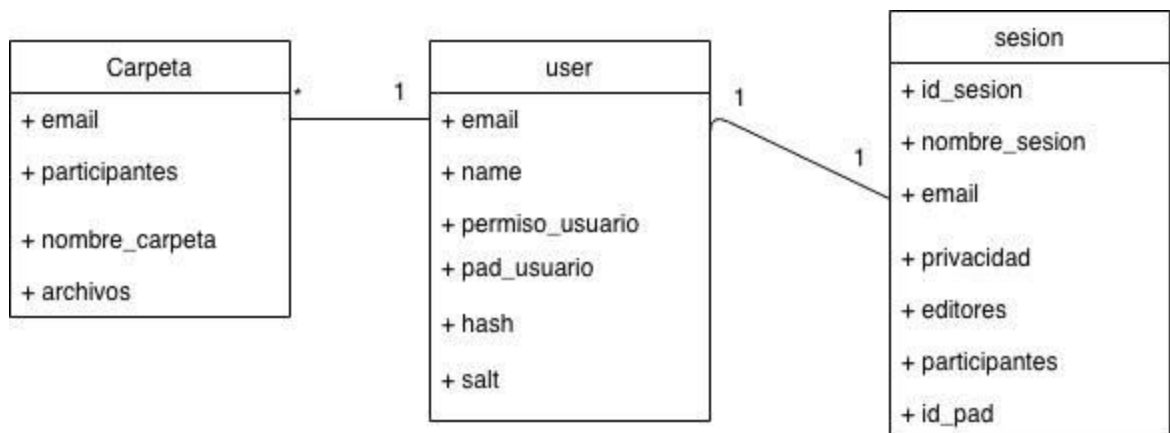 Carpeta
+ email
+ participantes
+ nombre_carpeta
+ archivos
* 1
user
+ email
+ name
+ permiso_usuario
+ pad_usuario
+ hash
+ salt
1
1
sesion
+ id_sesion
+ nombre_sesion
+ email
+ privacidad
+ editores
+ participantes
+ id_pad